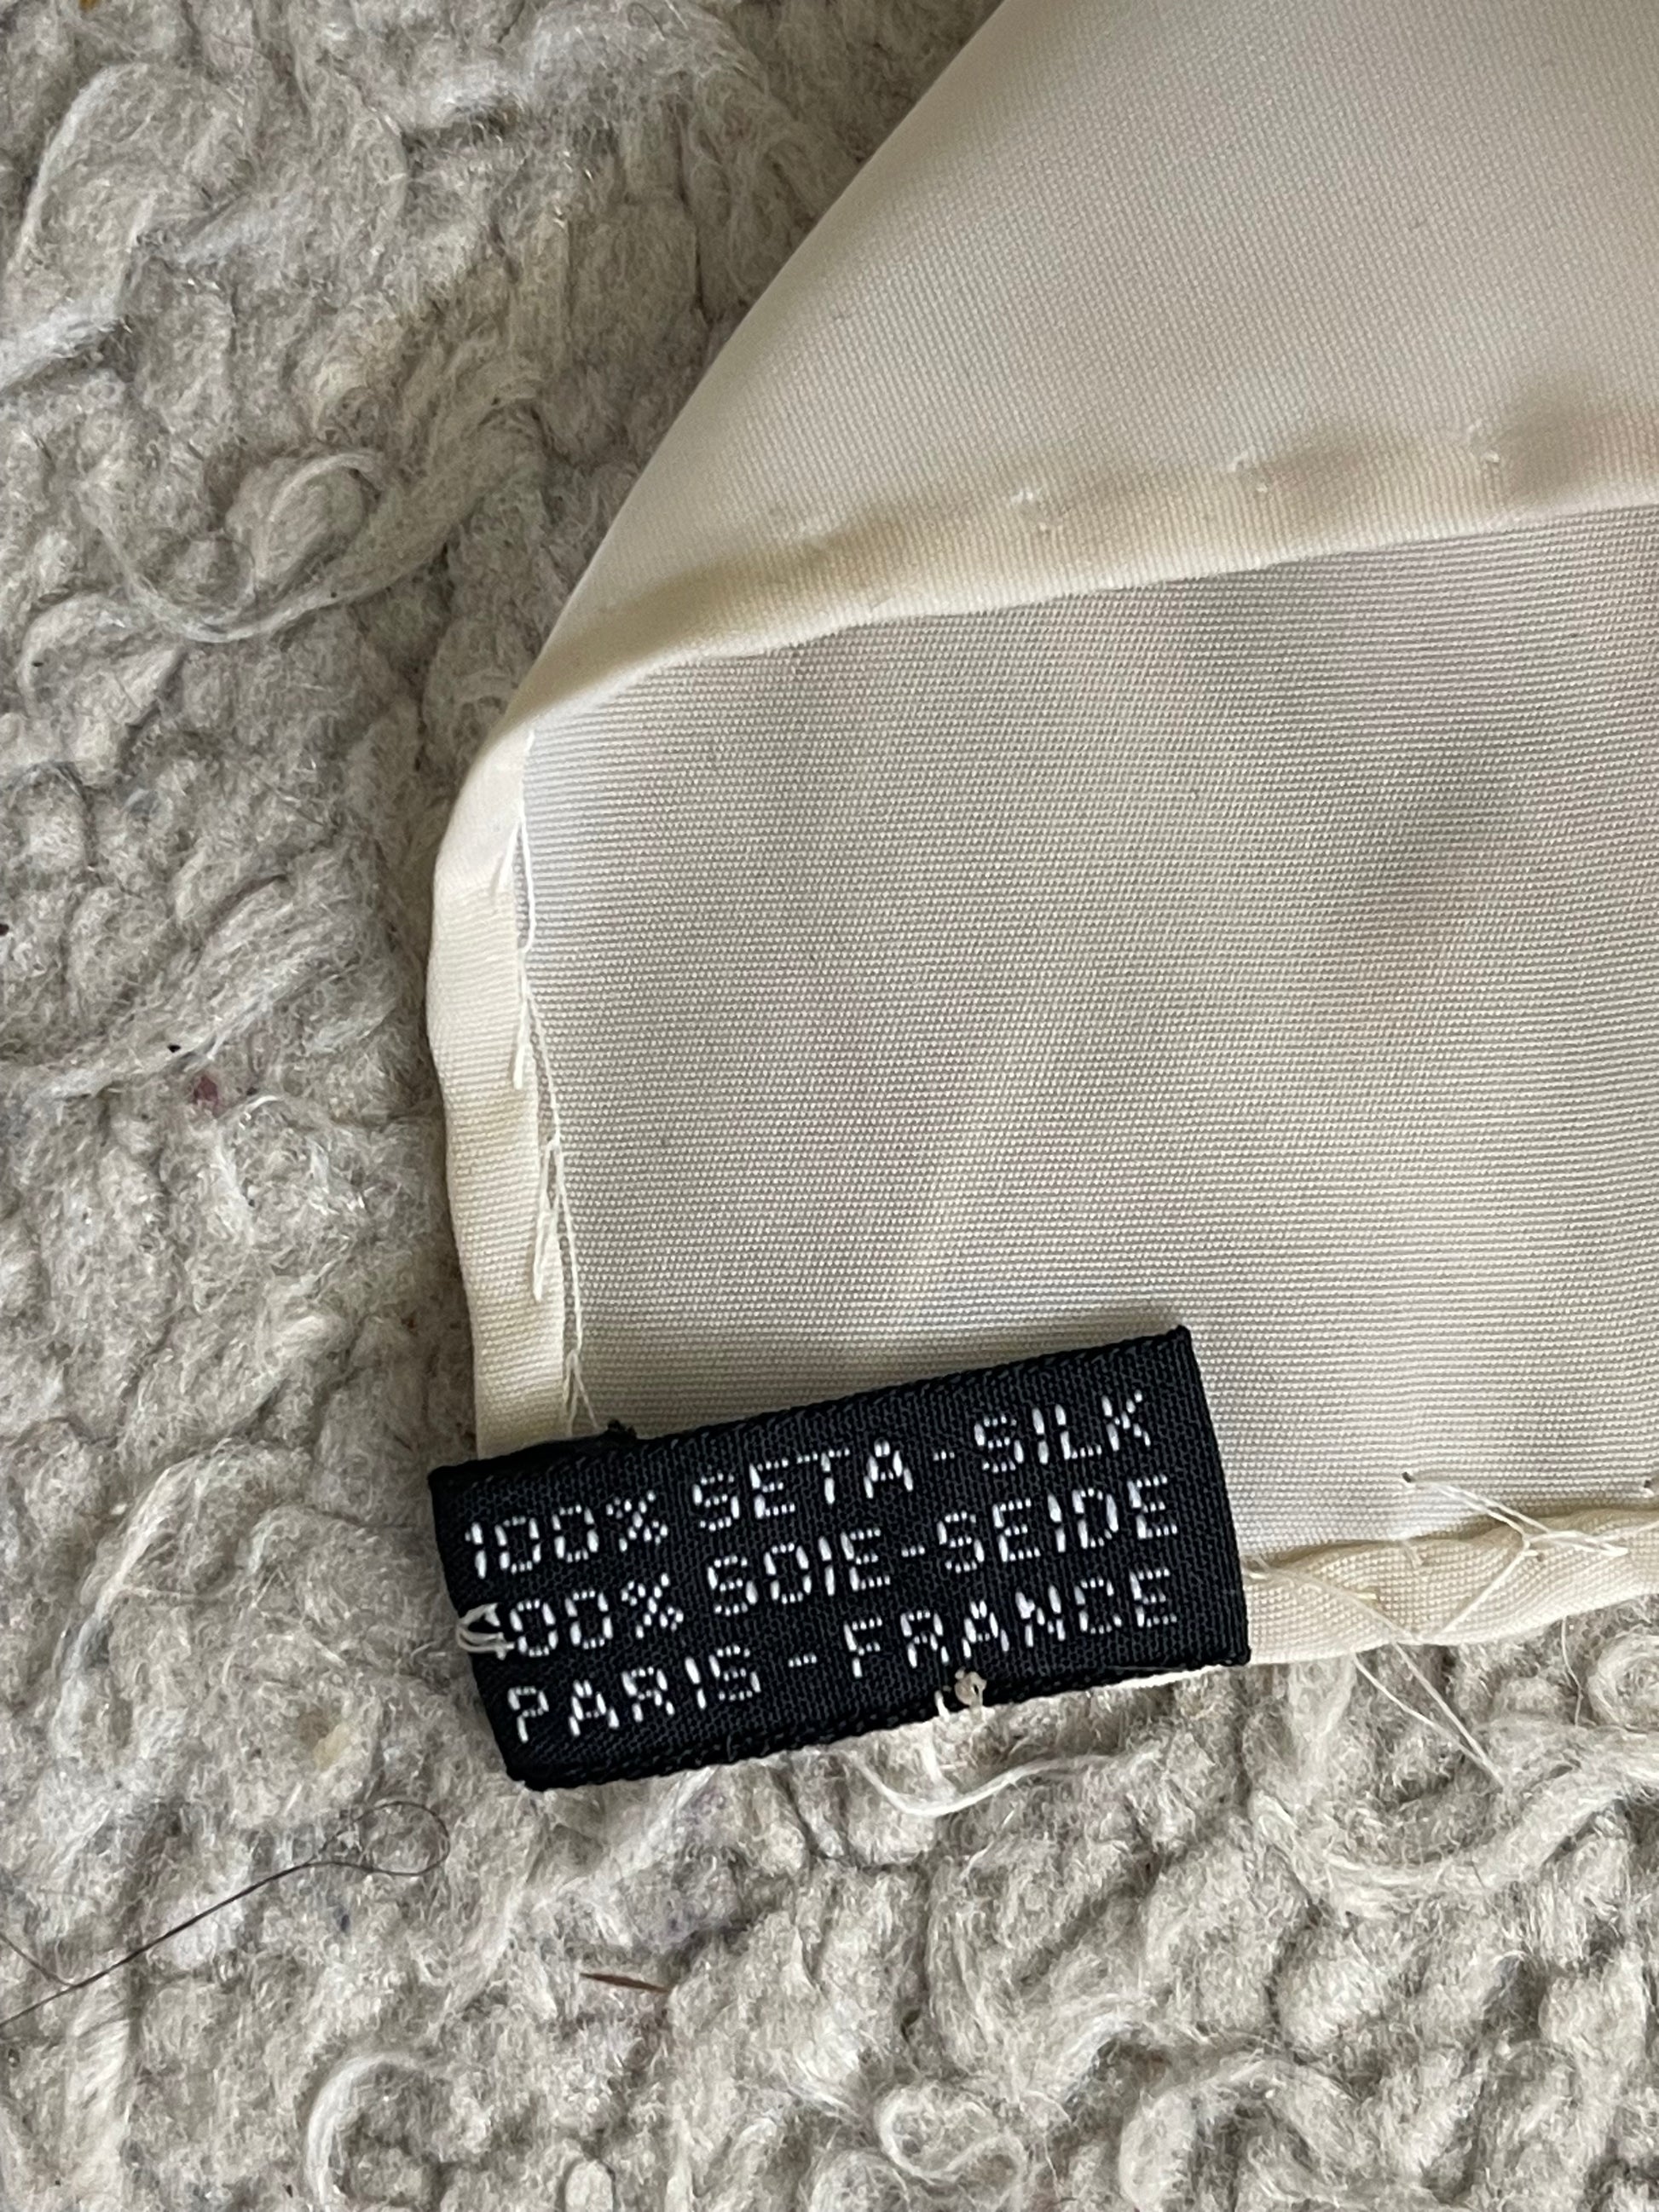 100% SETA-SILK
100% SOIE-SEIDE
PARIS-FRANCE